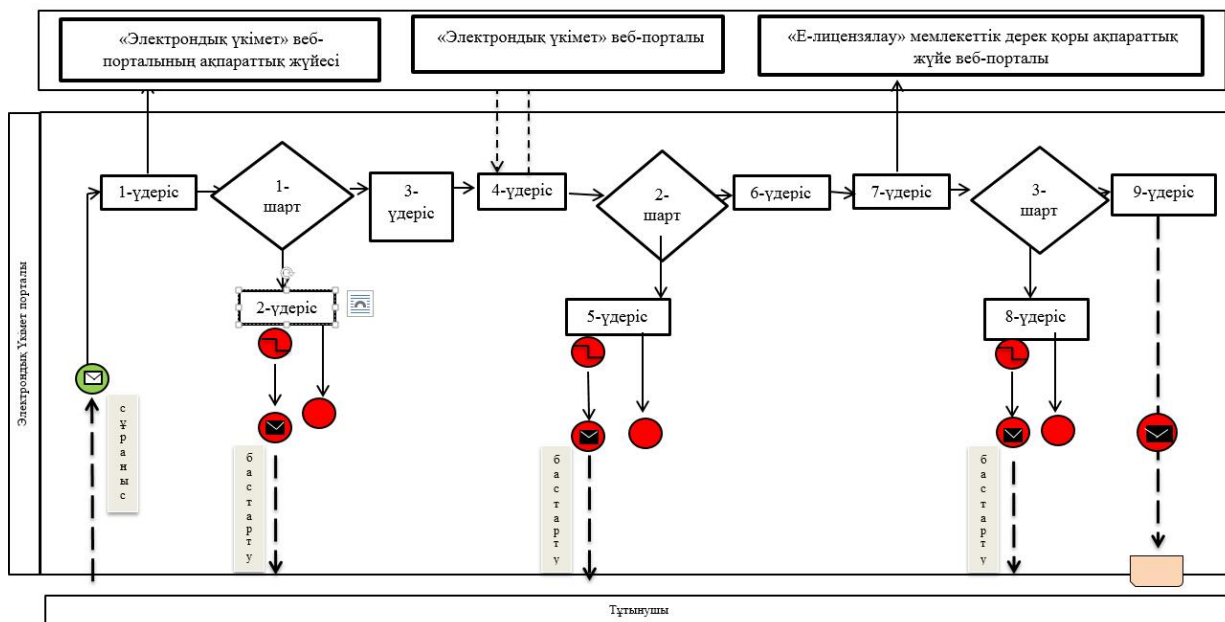 «Электрондық үкімет» веб-
порталының ақпараттық жүйесі
«Электрондық үкімет» веб-порталы
«Е-лицензялау» мемлекеттік дерек қоры ақпараттық
жүйе веб-порталы
Электрондық Үкімет порталы
1-үдеріс
1-
шарт
3-
үдеріс
4-үдеріс
2-
шарт
6-үдеріс
7-үдеріс
3-
шарт
9-үдеріс
2-үдеріс
5-үдеріс
8-үдеріс
сұраныс
бастарту
бастарту
бастарту
Тұтынушы